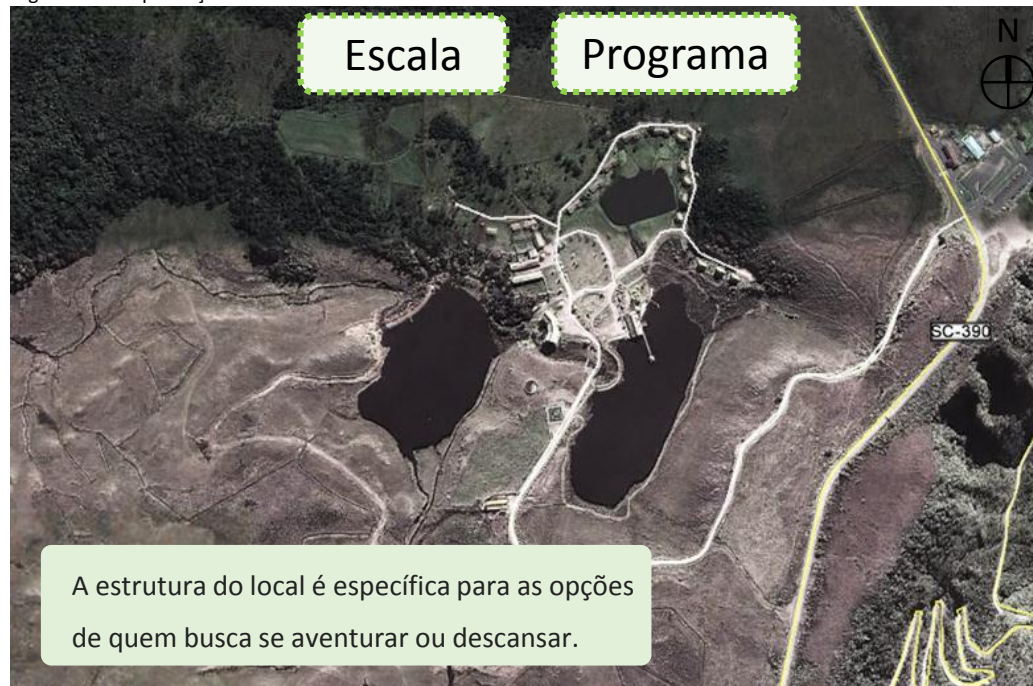 Escala
Programa
N
SC-390
A estrutura do local é específica para as opções
de quem busca se aventurar ou descansar.